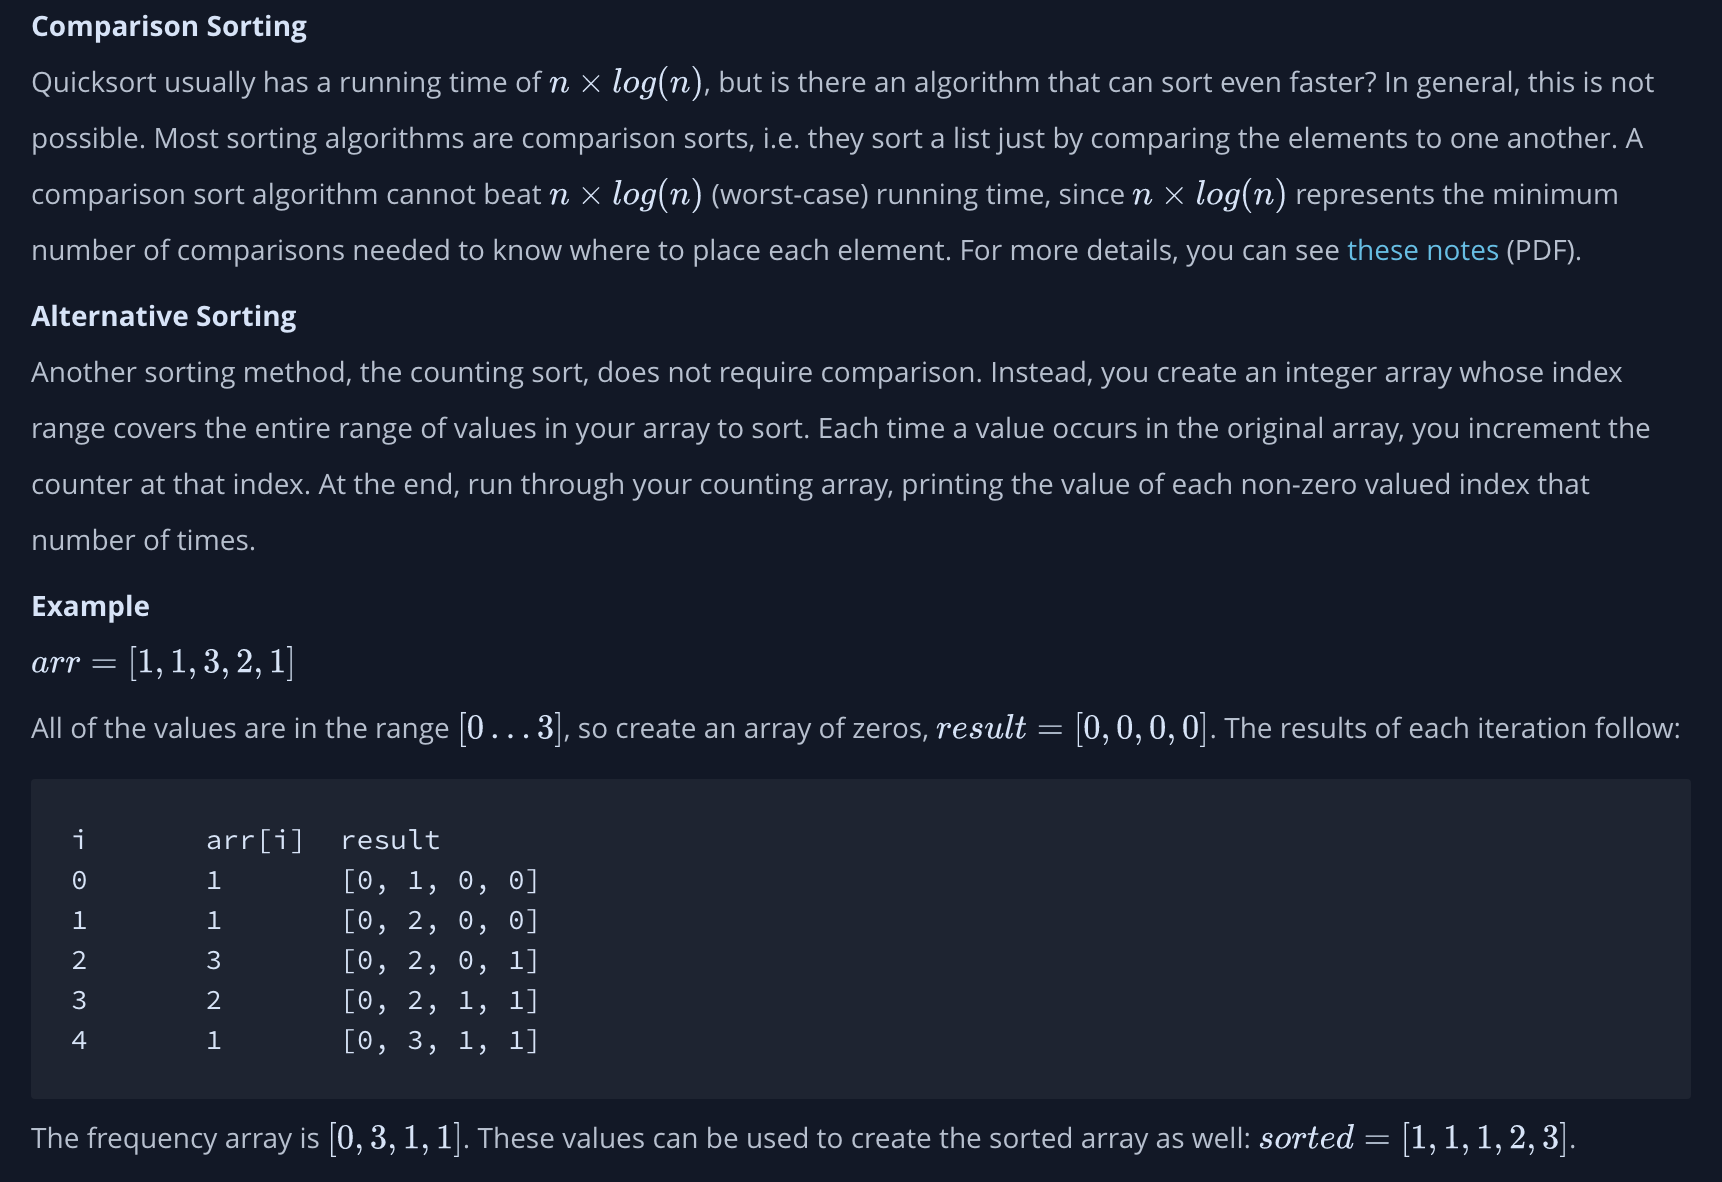 Comparison Sorting
Quicksort usually has a running time of n × log(n), but is there an algorithm that can sort even faster? In general, this is not
possible. Most sorting algorithms are comparison sorts, i.e. they sort a list just by comparing the elements to one another. A
comparison sort algorithm cannot beat n × log(n) (worst-case) running time, since n × log(n) represents the minimum
number of comparisons needed to know where to place each element. For more details, you can see these notes (PDF).
Alternative Sorting
Another sorting method, the counting sort, does not require comparison. Instead, you create an integer array whose index
range covers the entire range of values in your array to sort. Each time a value occurs in the original array, you increment the
counter at that index. At the end, run through your counting array, printing the value of each non-zero valued index that
number of times.
Example
arr = [1, 1, 3, 2, 1]
All of the values are in the range [0 . . . 3], so create an array of zeros, result = [0, 0, 0, 0]. The results of each iteration follow:
i arr[i] result
0 1 [0, 1, 0, 0]
1 1 [0, 2, 0, 0]
2 3 [0, 2, 0, 1]
3 2 [0, 2, 1, 1]
4 1 [0, 3, 1, 1]
The frequency array is [0, 3, 1, 1]. These values can be used to create the sorted array as well: sorted = [1, 1, 1, 2, 3].